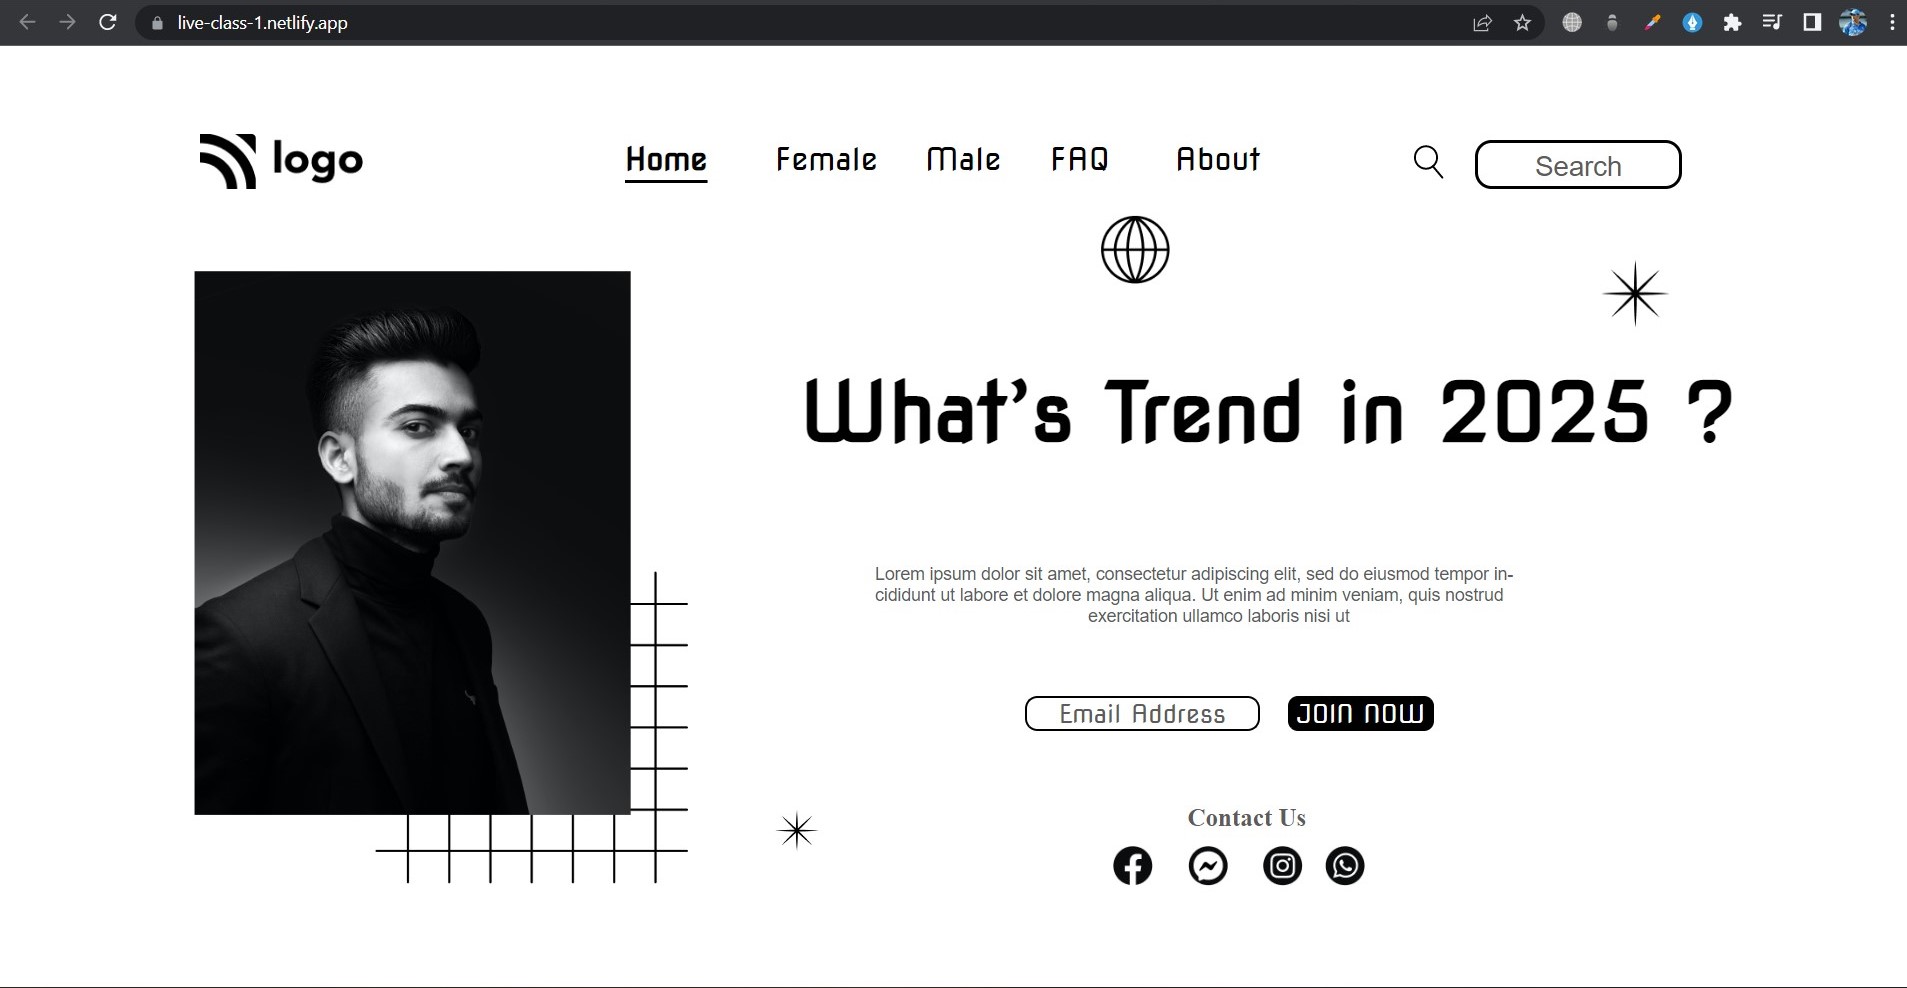 live-class-1.netlify.app
logo
Home Female Male FAQ About
Search
What's Trend in 2025 ?
Lorem ipsum dolor sit amet, consectetur adipiscing elit, sed do eiusmod tempor in-
cididunt ut labore et dolore magna aliqua. Ut enim ad minim veniam, quis nostrud
exercitation ullamco laboris nisi ut
Email Address JOIN NOW
Contact Us